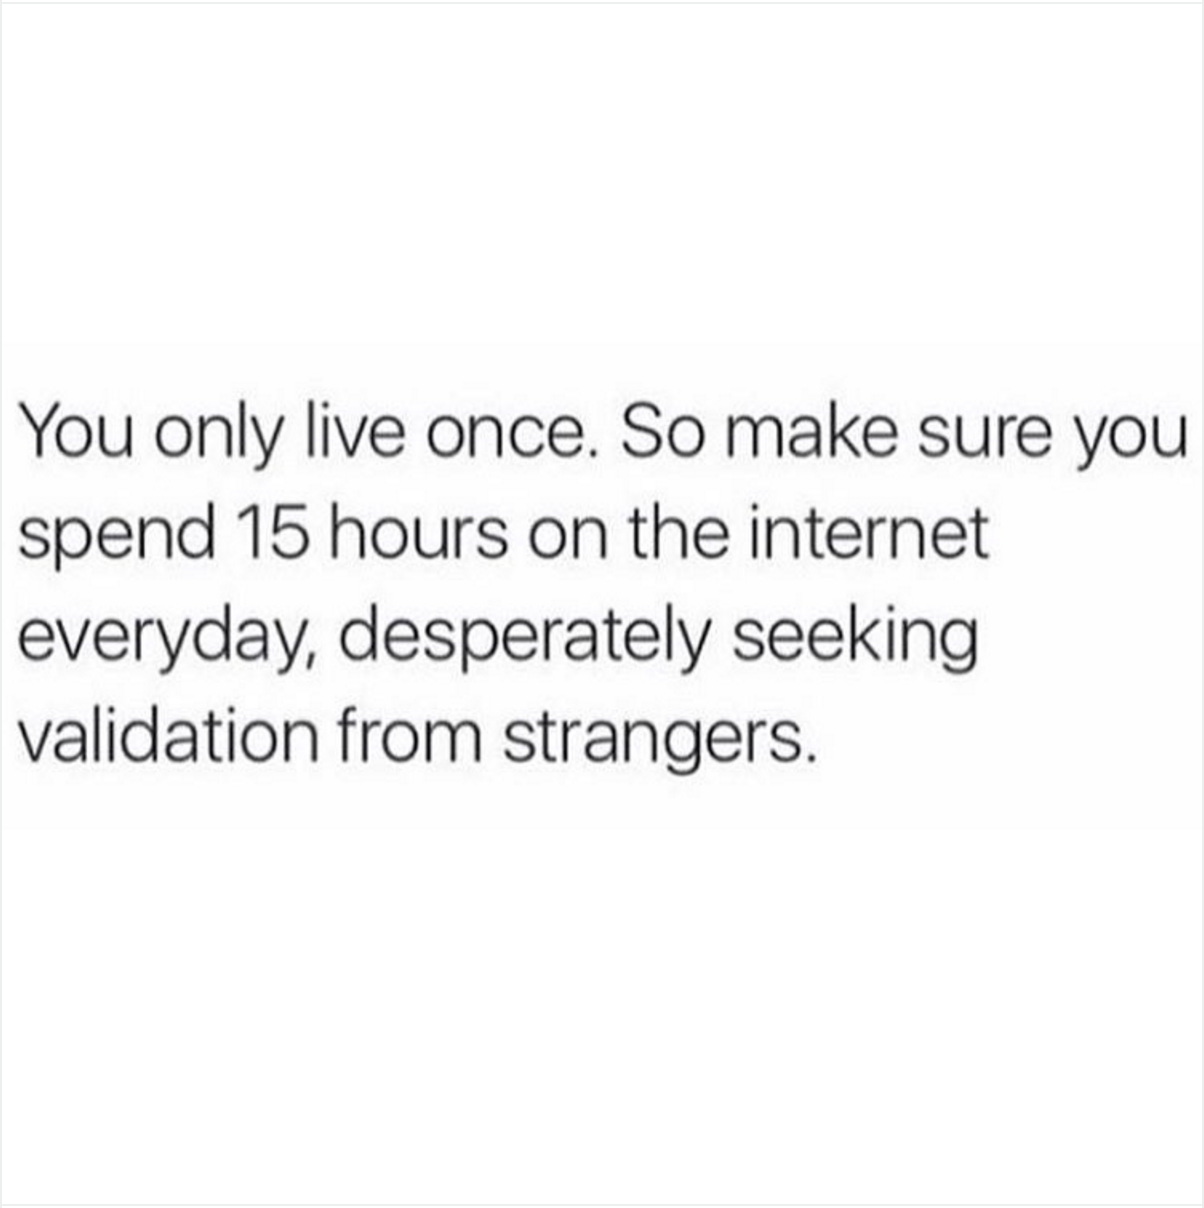 You only live once. So make sure you
spend 15 hours on the internet
everyday, desperately seeking
validation from strangers.